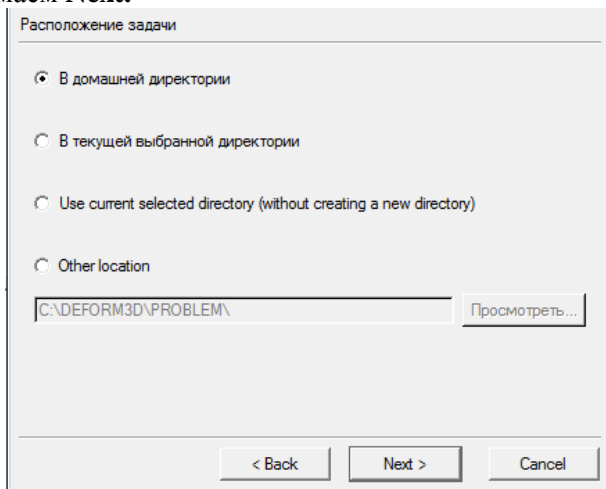 Next.
Расположение задачи
В домашней директории
В текущей выбранной директории
Use current selected directory (without creating a new directory)
Other location
C:\DEFORM3D\PROBLEM\ Просмотреть...
< Back Next > Cancel